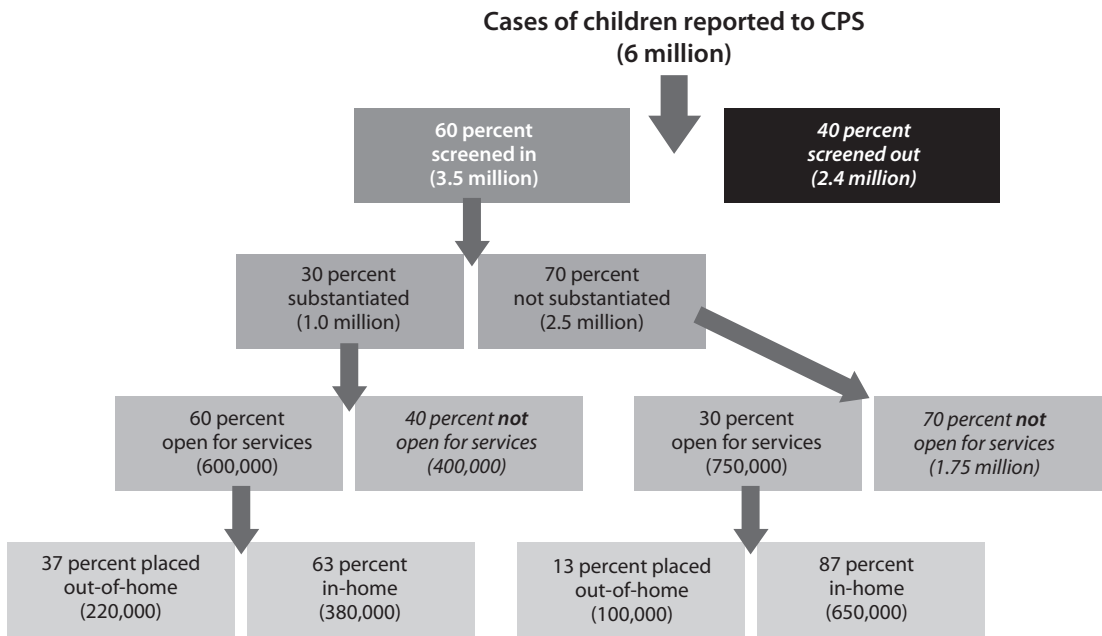 Cases of children reported to CPS
(6 million)
60 percent
screened in
(3.5 million)
40 percent
screened out
(2.4 million)
30 percent
substantiated
(1.0 million)
70 percent
not substantiated
(2.5 million)
60 percent
open for services
(600,000)
40 percent not
open for services
(400,000)
30 percent
open for services
(750,000)
70 percent not
open for services
(1.75 million)
37 percent placed
out-of-home
(220,000)
63 percent
in-home
(380,000)
13 percent placed
out-of-home
(100,000)
87 percent
in-home
(650,000)